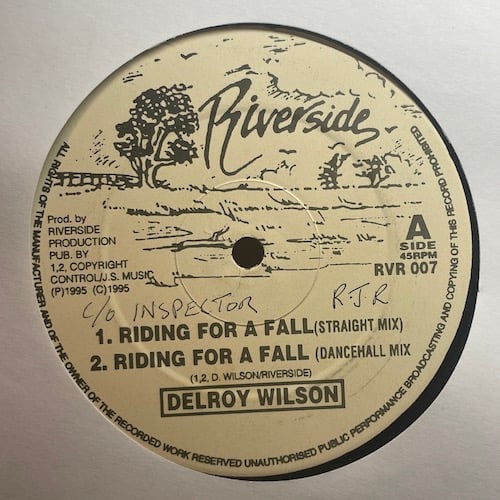 Riverside
Prod. by
RIVERSIDE
PRODUCTION
PUB. BY
1,2, COPYRIGHT
CONTROL/J.S. MUSIC
(P)1995 (C)1995
A
SIDE
45RPM
RVR 007
c/o INSPECTOR R.J.R
1. RIDING FOR A FALL(STRAIGHT MIX)
2. RIDING FOR A FALL (DANCEHALL MIX
(1,2, D. WILSON/RIVERSIDE)
DELROY WILSON
ALL RIGHTS OF THE MANUFACTURER AND OF THE OWNER OF THE RECORDED WORK RESERVED UNAUTHORISED PUBLIC PERFORMANCE BROADCASTING AND COPYING OF THIS RECORD PROHIBITED